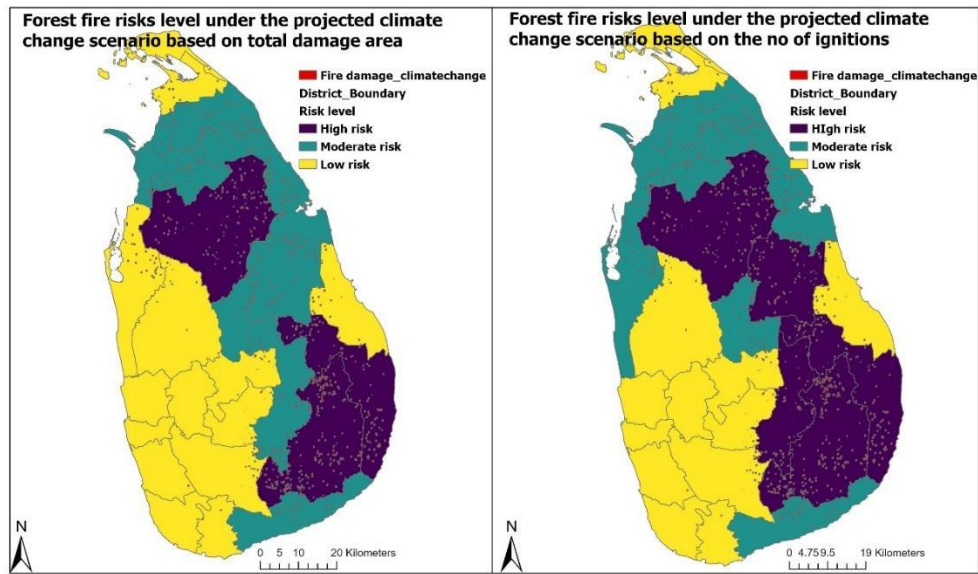 Forest fire risks level under the projected climate
change scenario based on total damage area
Fire damage_climatechange
District_Boundary
Risk level
High risk
Moderate risk
Low risk
N
0 5 10 20 Kilometers
Forest fire risks level under the projected climate
change scenario based on the no of ignitions
Fire damage_climatechange
District_Boundary
Risk level
HIgh risk
Moderate risk
Low risk
N
0 4.75 9.5 19 Kilometers